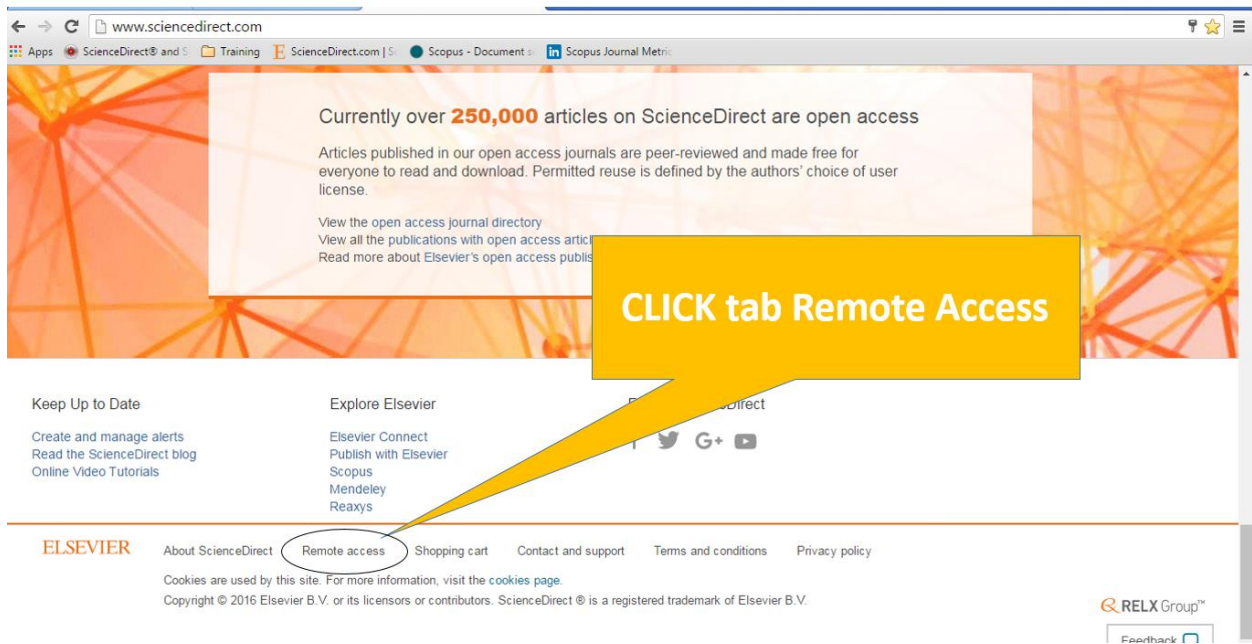 www.sciencedirect.com
Apps ScienceDirect® and S Training ScienceDirect.com | S Scopus - Document s Scopus Journal Metric
Currently over 250,000 articles on ScienceDirect are open access
Articles published in our open access journals are peer-reviewed and made free for
everyone to read and download. Permitted reuse is defined by the authors' choice of user
license.
View the open access journal directory
View all the publications with open access artic
Read more about Elsevier's open access publis
CLICK tab Remote Access
Keep Up to Date Explore Elsevier
Create and manage alerts Elsevier Connect G+
Read the ScienceDirect blog Publish with Elsevier
Online Video Tutorials Scopus
Mendeley
Reaxys
ELSEVIER About ScienceDirect Remote access Shopping cart Contact and support Terms and conditions Privacy policy
Cookies are used by this site. For more information, visit the cookies page.
Copyright © 2016 Elsevier B.V. or its licensors or contributors. ScienceDirect ® is a registered trademark of Elsevier B.V.
RELX Group™
Feedback